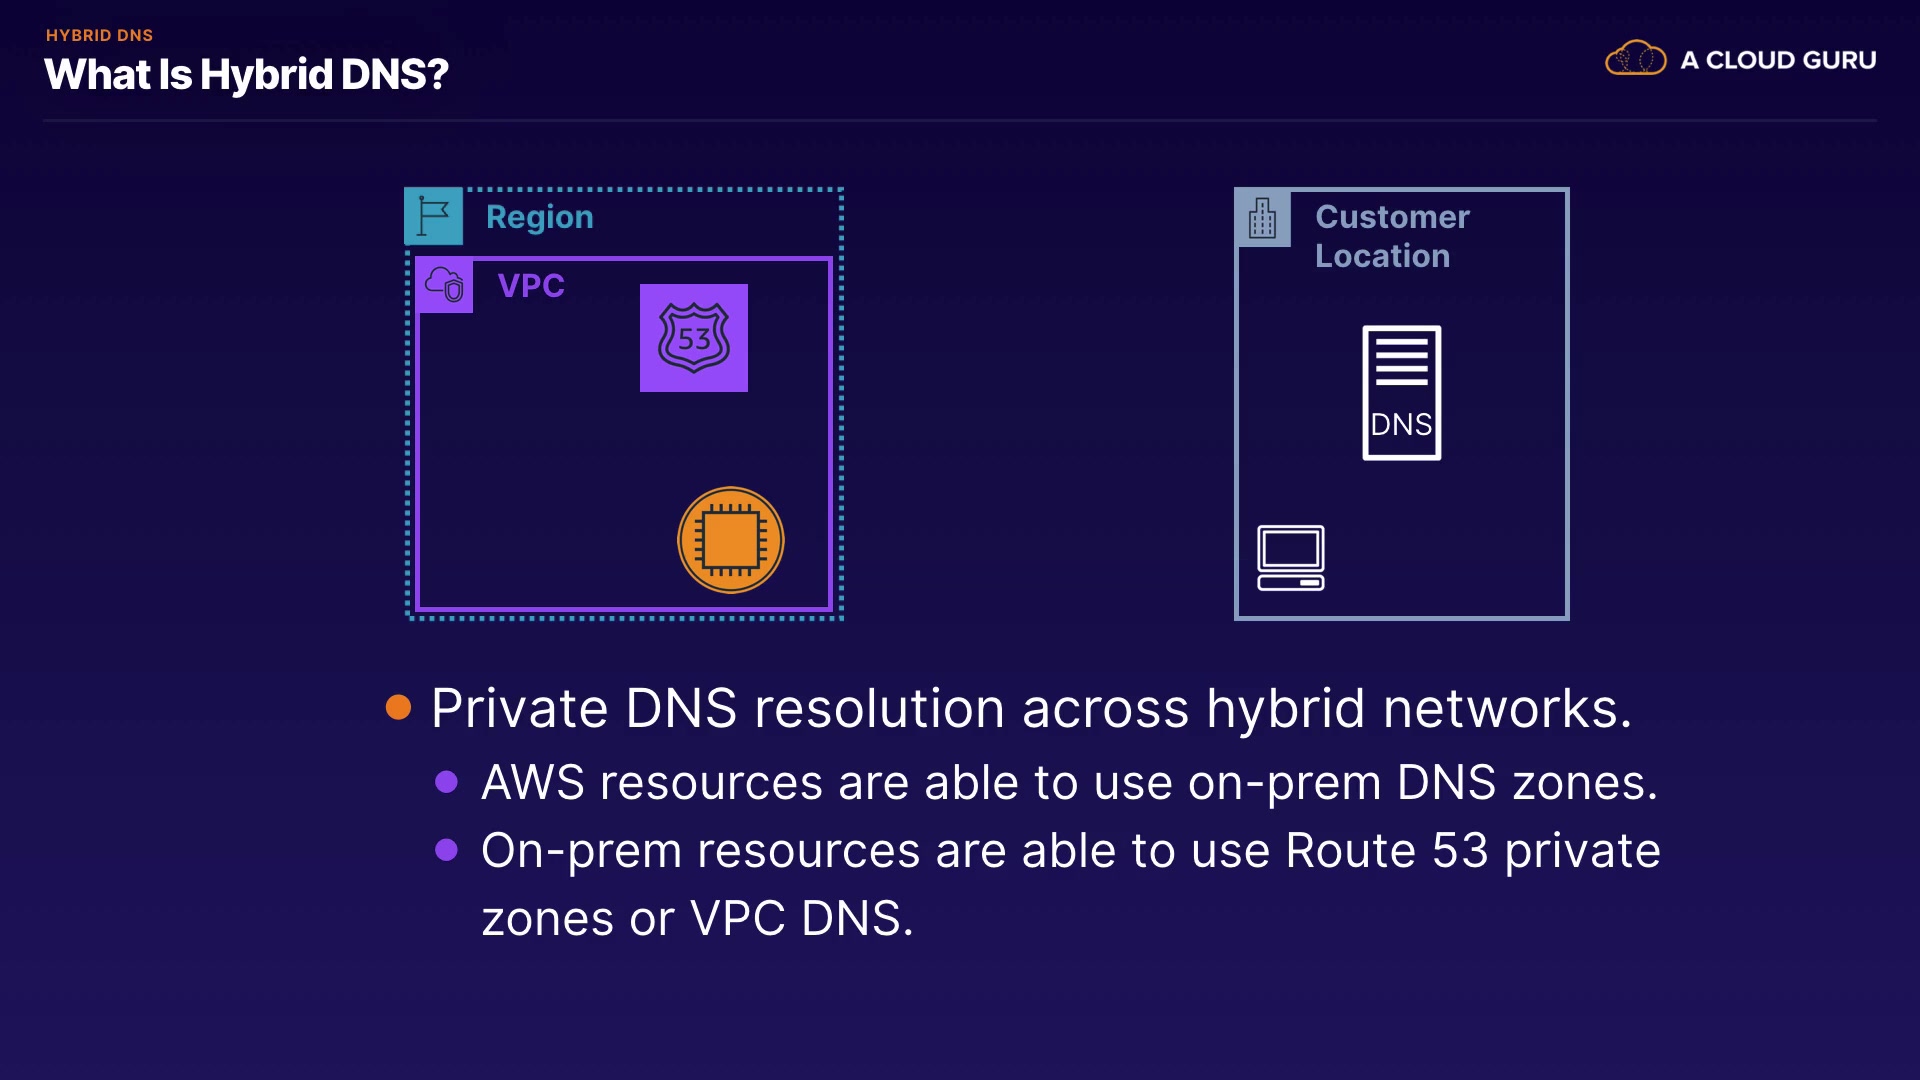 HYBRID DNS
What Is Hybrid DNS?
A CLOUD GURU
Region
VPC
53
Customer
Location
DNS
Private DNS resolution across hybrid networks.
AWS resources are able to use on-prem DNS zones.
On-prem resources are able to use Route 53 private
zones or VPC DNS.